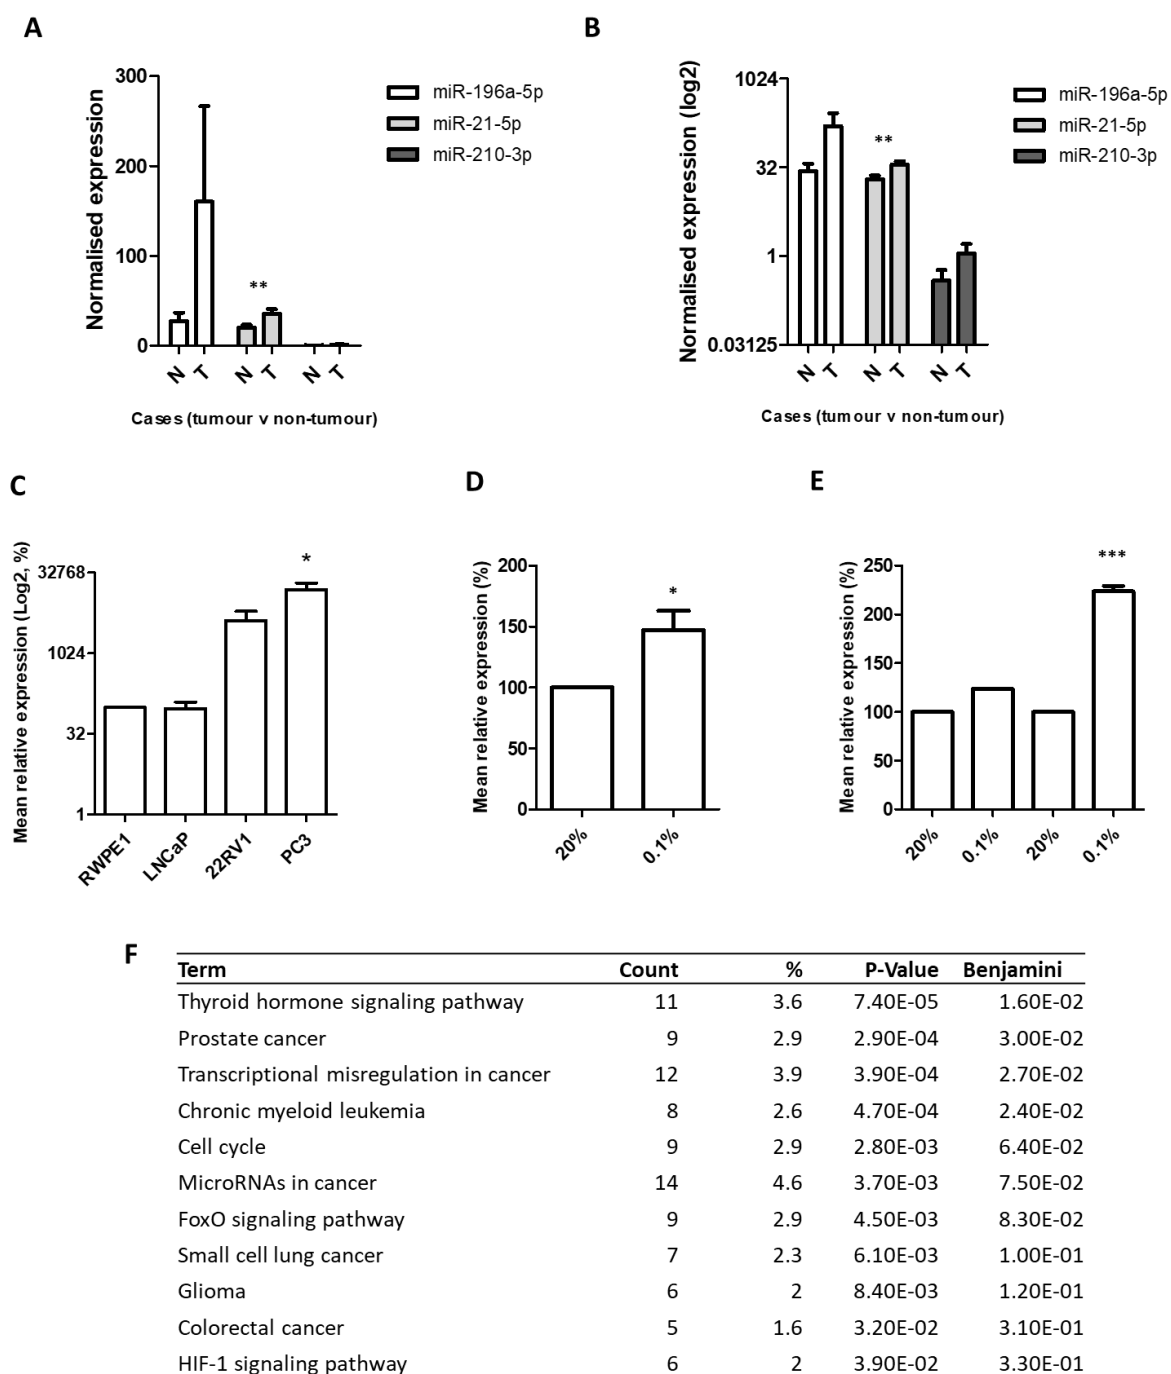 A
Normalised expression
300
200
100
0
**
N T N T N T
Cases (tumour v non-tumour)
miR-196a-5p
miR-21-5p
miR-210-3p
B
Normalised expression (log2)
1024
32
1
0.03125
**
N T N T N T
Cases (tumour v non-tumour)
miR-196a-5p
miR-21-5p
miR-210-3p
C
Mean relative expression (Log2, %)
32768
1024
32
1
*
RWPE1 LNCaP 22RV1 PC3
D
Mean relative expression (%)
200
150
100
50
0
*
20% 0.1%
E
Mean relative expression (%)
250
200
150
100
50
0
***
20% 0.1% 20% 0.1%
F
Term Count % P-Value Benjamini
Thyroid hormone signaling pathway 11 3.6 7.40E-05 1.60E-02
Prostate cancer 9 2.9 2.90E-04 3.00E-02
Transcriptional misregulation in cancer 12 3.9 3.90E-04 2.70E-02
Chronic myeloid leukemia 8 2.6 4.70E-04 2.40E-02
Cell cycle 9 2.9 2.80E-03 6.40E-02
MicroRNAs in cancer 14 4.6 3.70E-03 7.50E-02
FoxO signaling pathway 9 2.9 4.50E-03 8.30E-02
Small cell lung cancer 7 2.3 6.10E-03 1.00E-01
Glioma 6 2 8.40E-03 1.20E-01
Colorectal cancer 5 1.6 3.20E-02 3.10E-01
HIF-1 signaling pathway 6 2 3.90E-02 3.30E-01